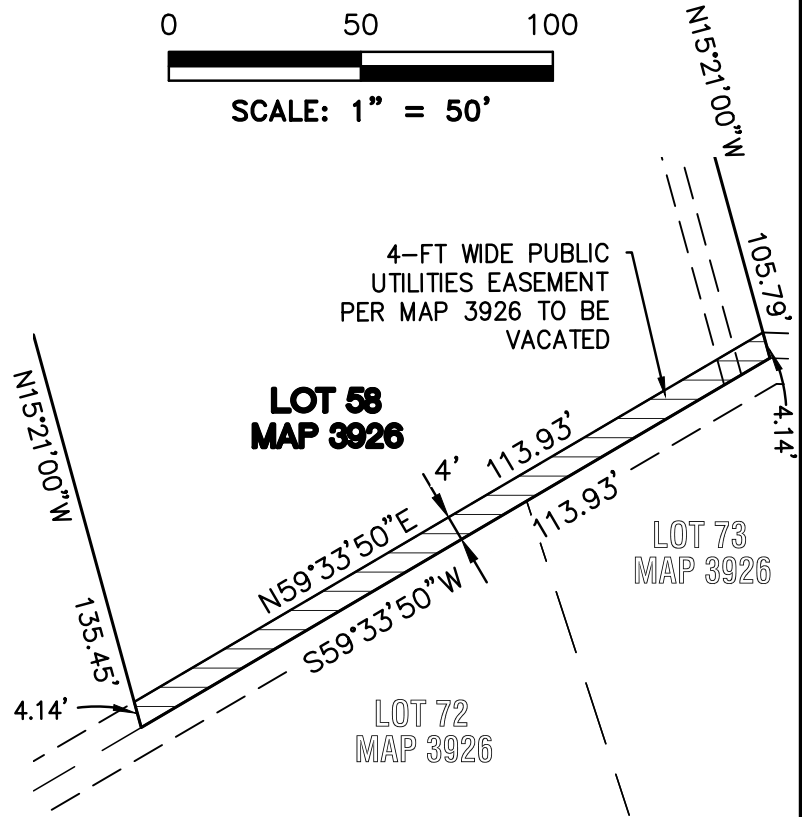 0 50 100
SCALE: 1” = 50’
N15°21’00”W
105.79’
4-FT WIDE PUBLIC
UTILITIES EASEMENT
PER MAP 3926 TO BE
VACATED
N15°21’00”W
LOT 58
MAP 3926
4’
113.93’
4.14’
113.93’
N59°33’50”E
S59°33’50”W
LOT 73
MAP 3926
135.45’
4.14’
LOT 72
MAP 3926